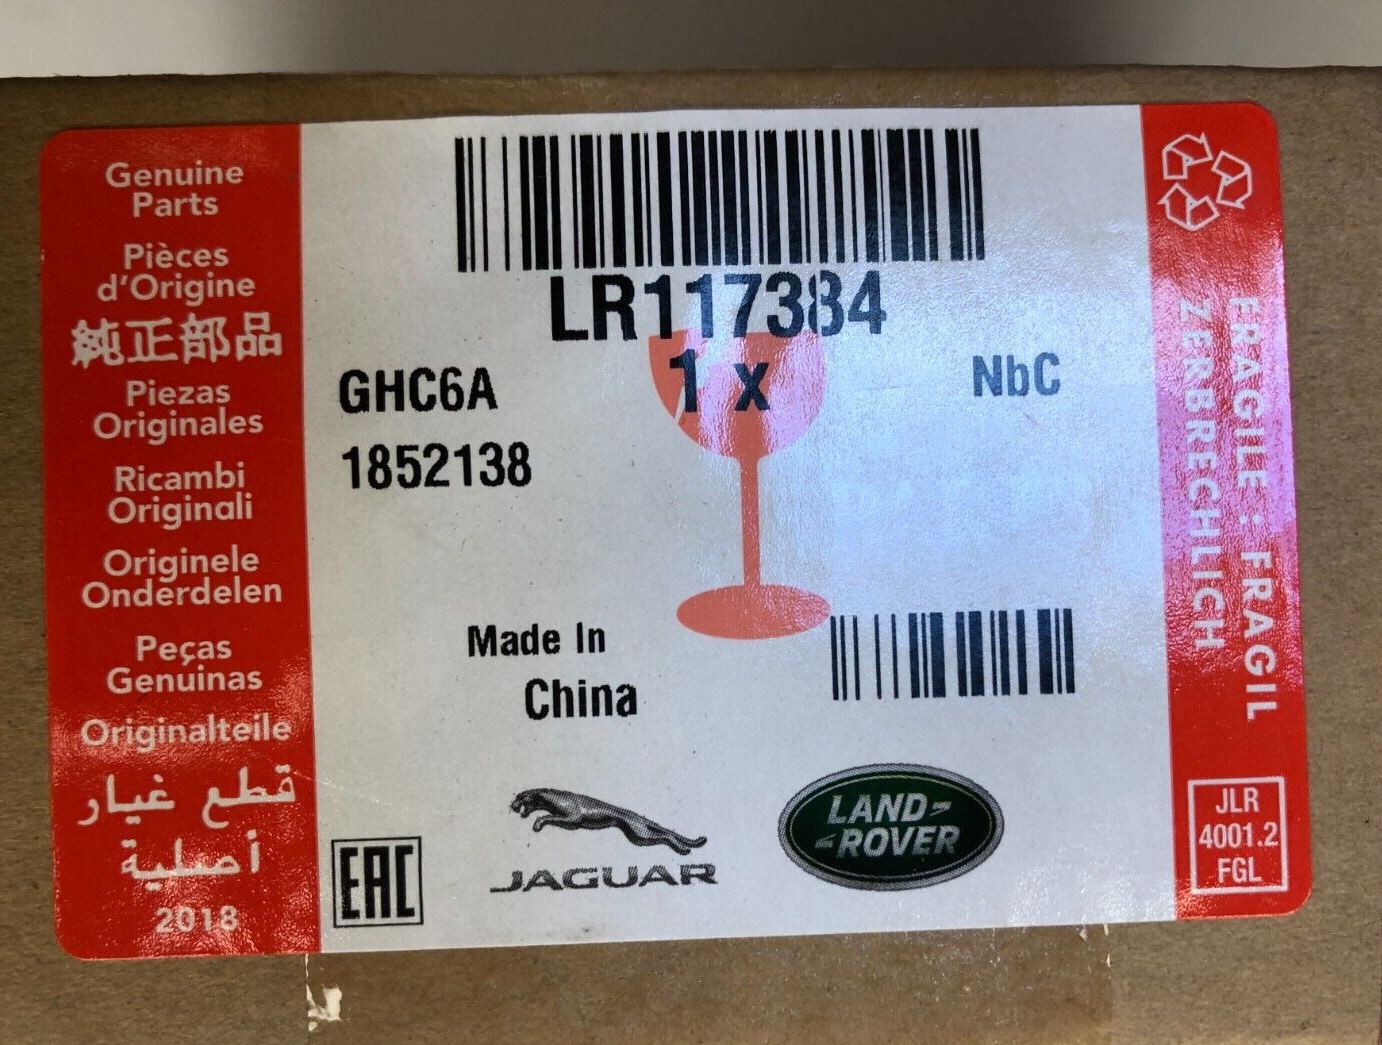 Genuine
Parts
Pièces
d'Origine
純正部品
Piezas
Originales
Ricambi
Originali
Originele
Onderdelen
Peças
Genuinas
Originalteile
قطع غيار
أصلية
2018
LR117384
1 x
GHC6A
NbC
1852138
Made In
China
EAC
JAGUAR
LAND-
-ROVER
FRAGILE : FRAGIL
ZERBRECHLICH
JLR
4001.2
FGL